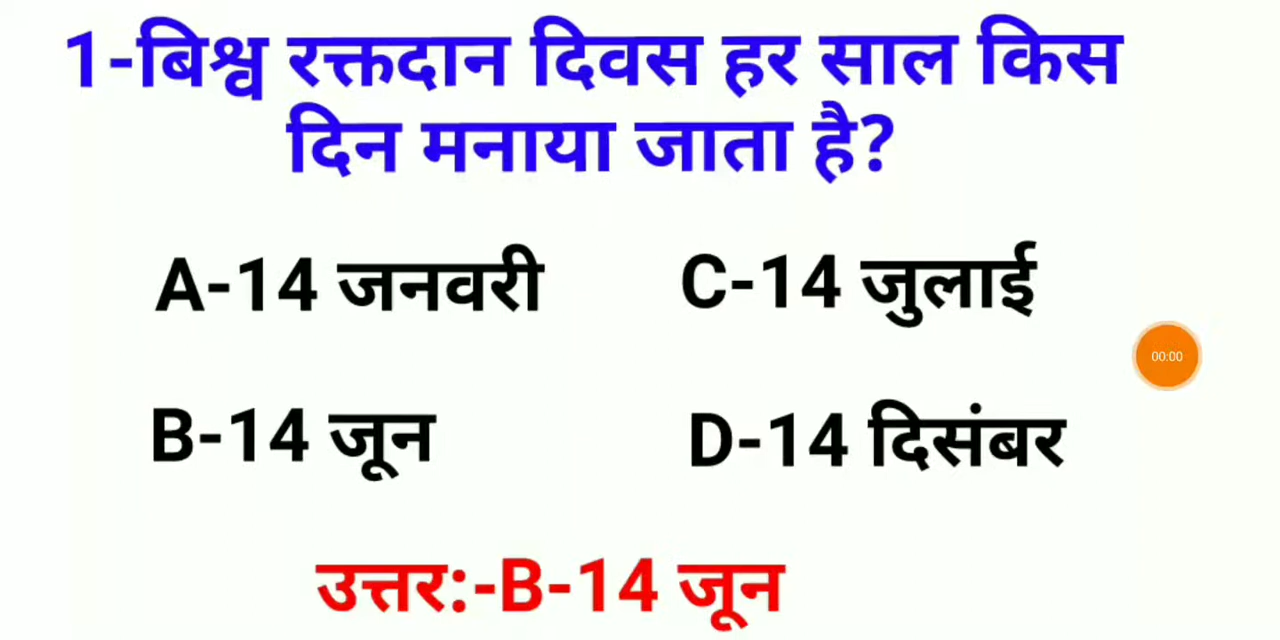 1-बिश्व रक्तदान दिवस हर साल किस
दिन मनाया जाता है?
A-14 जनवरी
C-14 जुलाई
00:00
B-14 जून
D-14 दिसंबर
उत्तर:-B-14 जून